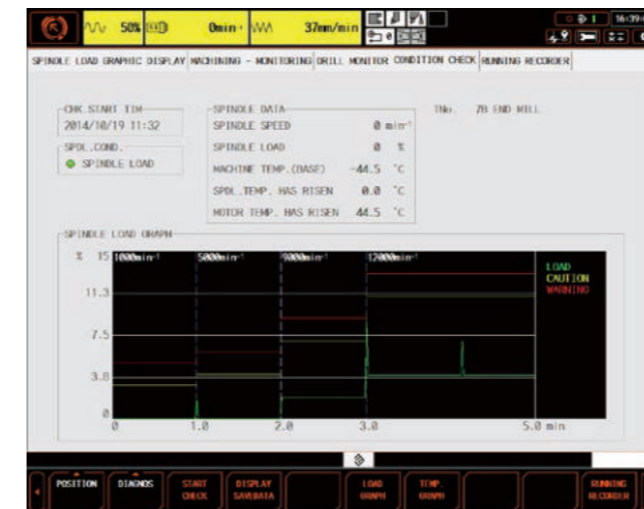 50% 0min⁻¹ 37mm/min
0
16:39
SPINDLE LOAD GRAPHIC DISPLAY MACHINING - MONITORING DRILL MONITOR CONDITION CHECK RUNNING RECORDER
CHK.START TIM
2014/10/19 11:32
SPDL.COND.
SPINDLE LOAD
SPINDLE DATA
SPINDLE SPEED 0 min⁻¹
SPINDLE LOAD 0 %
MACHINE TEMP.(BASE) -44.5 °C
SPDL.TEMP. HAS RISEN 0.0 °C
MOTOR TEMP. HAS RISEN 44.5 °C
TNo. 7B END MILL
SPINDLE LOAD GRAPH
% 15 1000min⁻¹ 5000min⁻¹ 9000min⁻¹ 12000min⁻¹
11.3
7.5
3.8
0
0 1.0 2.0 3.0 5.0 min
LOAD
CAUTION
WARNING
POSITION DIAGNOS START CHECK DISPLAY SAVEDATA LOAD GRAPH TEMP. GRAPH RUNNING RECORDER